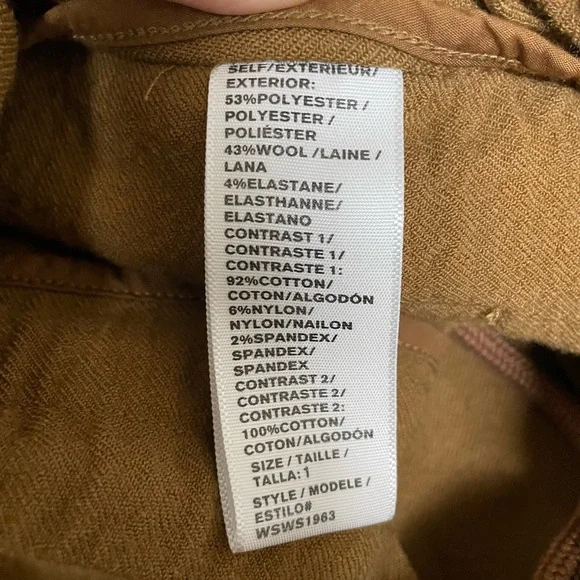 SELF/EXTERIEUR/
EXTERIOR:
53%POLYESTER /
POLYESTER /
POLIÉSTER
43%WOOL /LAINE /
LANA
4%ELASTANE/
ELASTHANNE/
ELASTANO
CONTRAST 1/
CONTRASTE 1/
CONTRASTE 1:
92%COTTON/
COTON/ALGODÓN
6%NYLON/
NYLON/NAILON
2%SPANDEX/
SPANDEX/
SPANDEX
CONTRAST 2/
CONTRASTE 2/
CONTRASTE 2:
100%COTTON/
COTON/ALGODÓN
SIZE / TAILLE /
TALLA: 1
STYLE / MODELE /
ESTILO#
WSWS1963